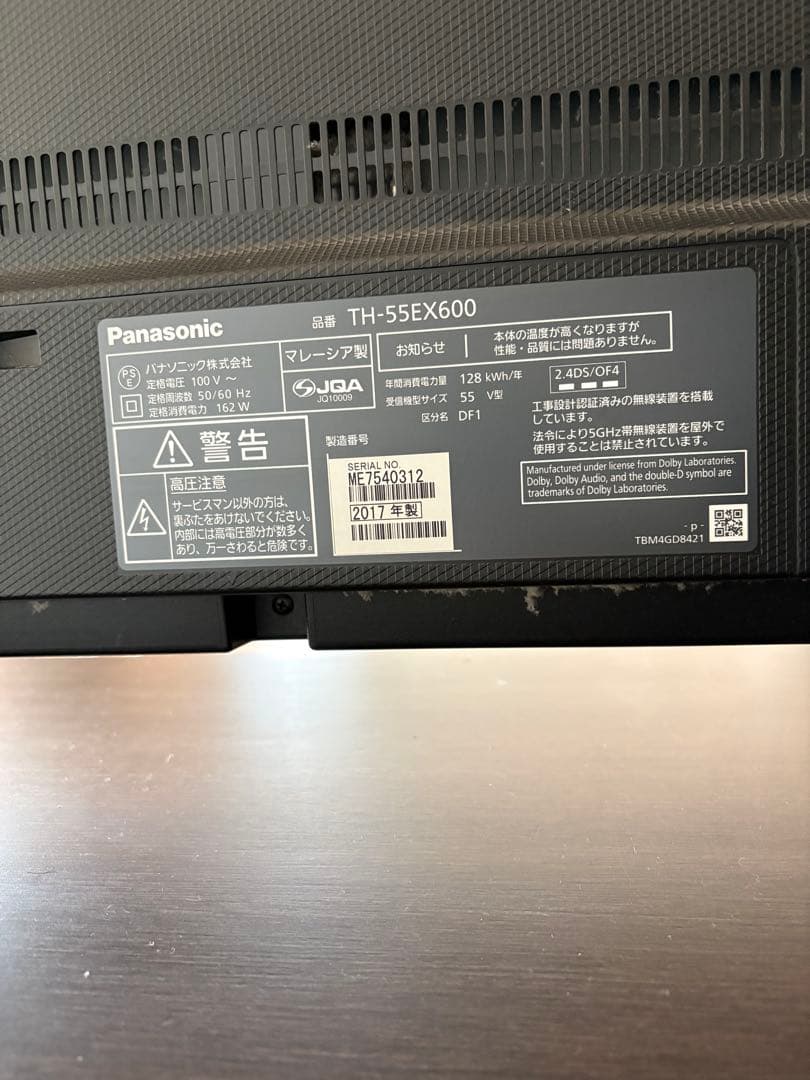 Panasonic
品番 TH-55EX600
PSE
パナソニック株式会社
定格電圧 100 V ～
定格周波数 50/60 Hz
定格消費電力 162 W
マレーシア製
JQA
JQ10009
お知らせ
本体の温度が高くなりますが
性能・品質には問題ありません。
年間消費電力量 128 kWh/年
受信機型サイズ 55 V型
区分名 DF1
2.4DS/OF4
工事設計認証済みの無線装置を搭載
しています。
法令により5GHz帯無線装置を屋外で
使用することは禁止されています。
警告
高圧注意
サービスマン以外の方は、
裏ぶたをあけないでください。
内部には高電圧部分が数多く
あり、万一さわると危険です。
製造番号
SERIAL NO.
ME7540312
2017 年製
Manufactured under license from Dolby Laboratories.
Dolby, Dolby Audio, and the double-D symbol are
trademarks of Dolby Laboratories.
- p -
TBM4GD8421